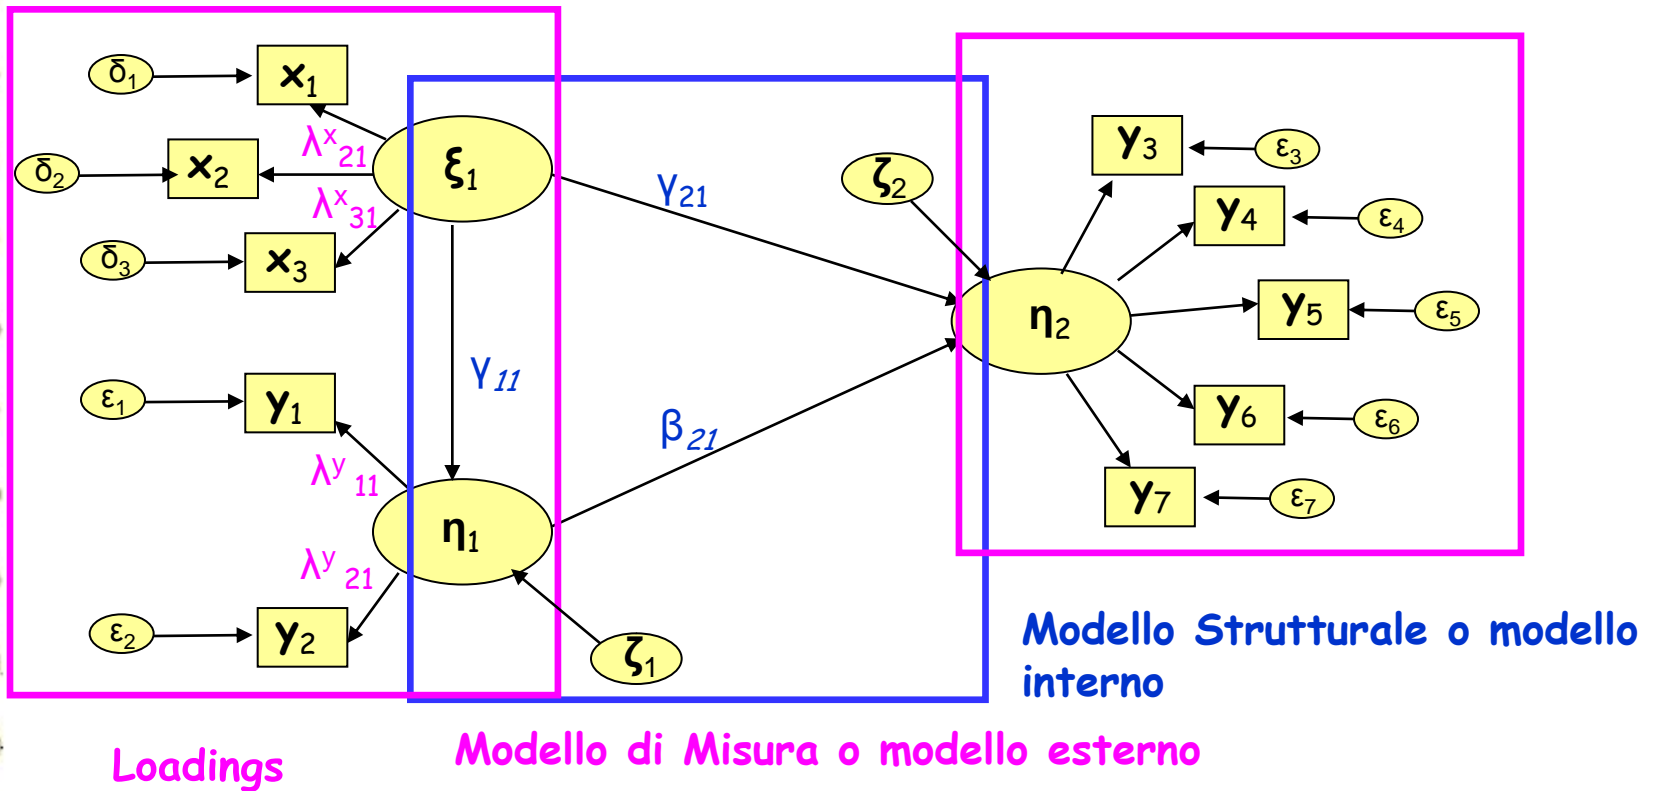 δ1
x1
λx21
δ2
x2
ξ1
λx31
δ3
x3
γ21
ζ2
y3
ε3
y4
ε4
η2
y5
ε5
γ11
ε1
y1
β21
y6
ε6
λy11
y7
ε7
η1
λy21
ε2
y2
ζ1
Modello Strutturale o modello
interno
Modello di Misura o modello esterno
Loadings